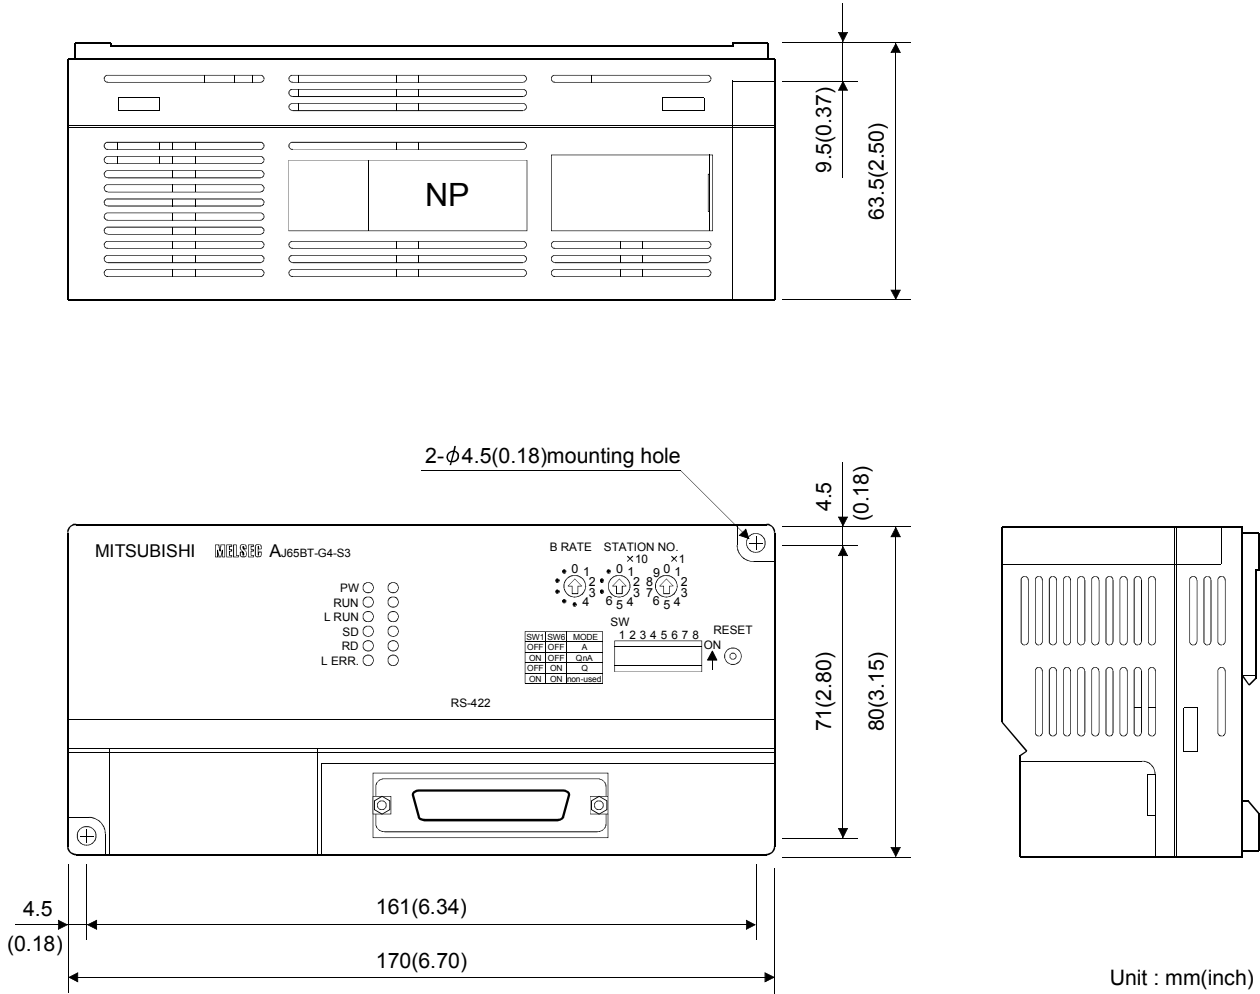 9.5(0.37)
63.5(2.50)
NP
2-φ4.5(0.18)mounting hole
4.5
(0.18)
MITSUBISHI MELSEC AJ65BT-G4-S3
B RATE STATION NO.
×10 ×1
0 1 2 3 4
0 1 2 3 4 5 6
0 1 2 3 4 5 6 7 8 9
PW
RUN
L RUN
SD
RD
L ERR.
SW
1 2 3 4 5 6 7 8
RESET
ON
SW1 SW6 MODE
OFF OFF A
ON OFF QnA
OFF ON Q
ON ON non-used
RS-422
71(2.80)
80(3.15)
4.5
(0.18)
161(6.34)
170(6.70)
Unit : mm(inch)